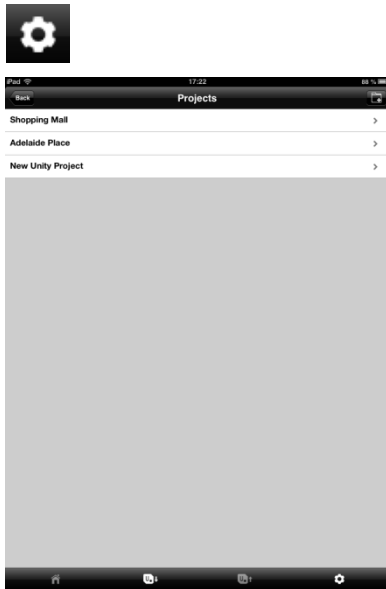 iPad 17:22 88 %
Back Projects
Shopping Mall
Adelaide Place
New Unity Project